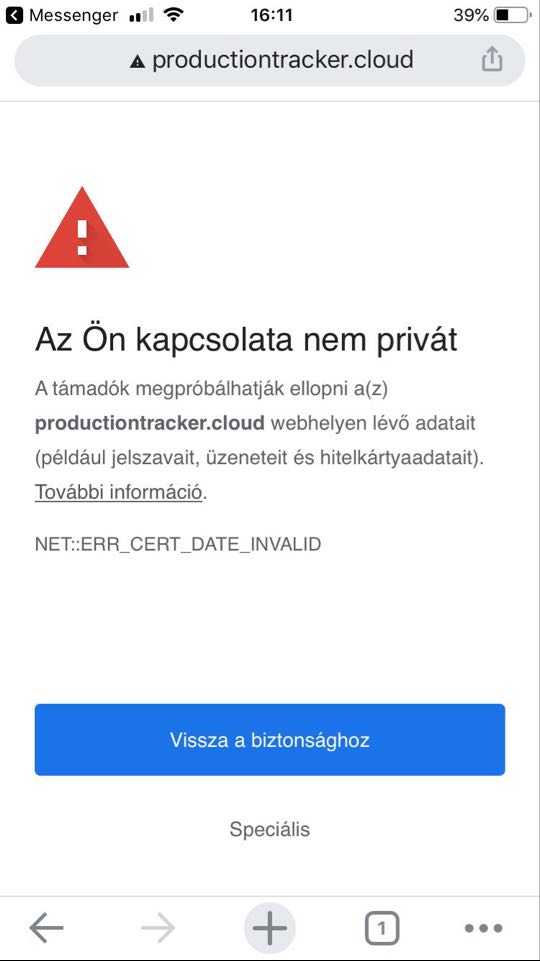 Messenger 16:11 39%
productiontracker.cloud
Az Ön kapcsolata nem privát
A támadók megpróbálhatják ellopni a(z)
productiontracker.cloud webhelyen lévő adatait
(például jelszavait, üzeneteit és hitelkártyaadatait).
További információ.
NET::ERR_CERT_DATE_INVALID
Vissza a biztonsághoz
Speciális
1